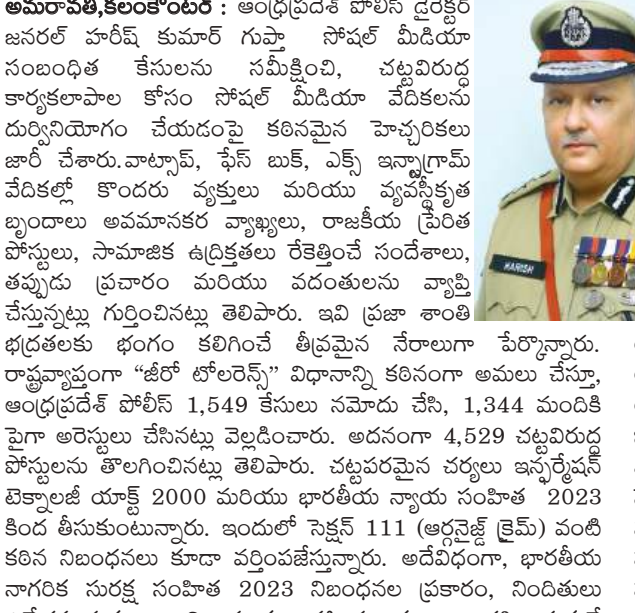 అమరావతి,కలంకౌంటర్ : ఆంధ్రప్రదేశ్ పోలీస్ డైరెక్టర్
జనరల్ హరీష్ కుమార్ గుప్తా సోషల్ మీడియా
సంబంధిత కేసులను సమీక్షించి, చట్టవిరుద్ధ
కార్యకలాపాల కోసం సోషల్ మీడియా వేదికలను
దుర్వినియోగం చేయడంపై కఠినమైన హెచ్చరికలు
జారీ చేశారు.వాట్సాప్, ఫేస్ బుక్, ఎక్స్ ఇన్స్టాగ్రామ్
వేదికల్లో కొందరు వ్యక్తులు మరియు వ్యవస్థీకృత
బృందాలు అవమానకర వ్యాఖ్యలు, రాజకీయ ప్రేరిత
పోస్టులు, సామాజిక ఉద్రిక్తతలు రేకెత్తించే సందేశాలు,
తప్పుడు ప్రచారం మరియు వదంతులను వ్యాప్తి
చేస్తున్నట్లు గుర్తించినట్లు తెలిపారు. ఇవి ప్రజా శాంతి
భద్రతలకు భంగం కలిగించే తీవ్రమైన నేరాలుగా పేర్కొన్నారు.
రాష్ట్రవ్యాప్తంగా “జీరో టోలరెన్స్” విధానాన్ని కఠినంగా అమలు చేస్తూ,
ఆంధ్రప్రదేశ్ పోలీస్ 1,549 కేసులు నమోదు చేసి, 1,344 మందికి
పైగా అరెస్టులు చేసినట్లు వెల్లడించారు. అదనంగా 4,529 చట్టవిరుద్ధ
పోస్టులను తొలగించినట్లు తెలిపారు. చట్టపరమైన చర్యలు ఇన్ఫర్మేషన్
టెక్నాలజీ యాక్ట్ 2000 మరియు భారతీయ న్యాయ సంహిత 2023
కింద తీసుకుంటున్నారు. ఇందులో సెక్షన్ 111 (ఆర్గనైజ్డ్ క్రైమ్) వంటి
కఠిన నిబంధనలు కూడా వర్తింపజేస్తున్నారు. అదేవిధంగా, భారతీయ
నాగరిక సురక్ష సంహిత 2023 నిబంధనల ప్రకారం, నిందితులు
HARISH